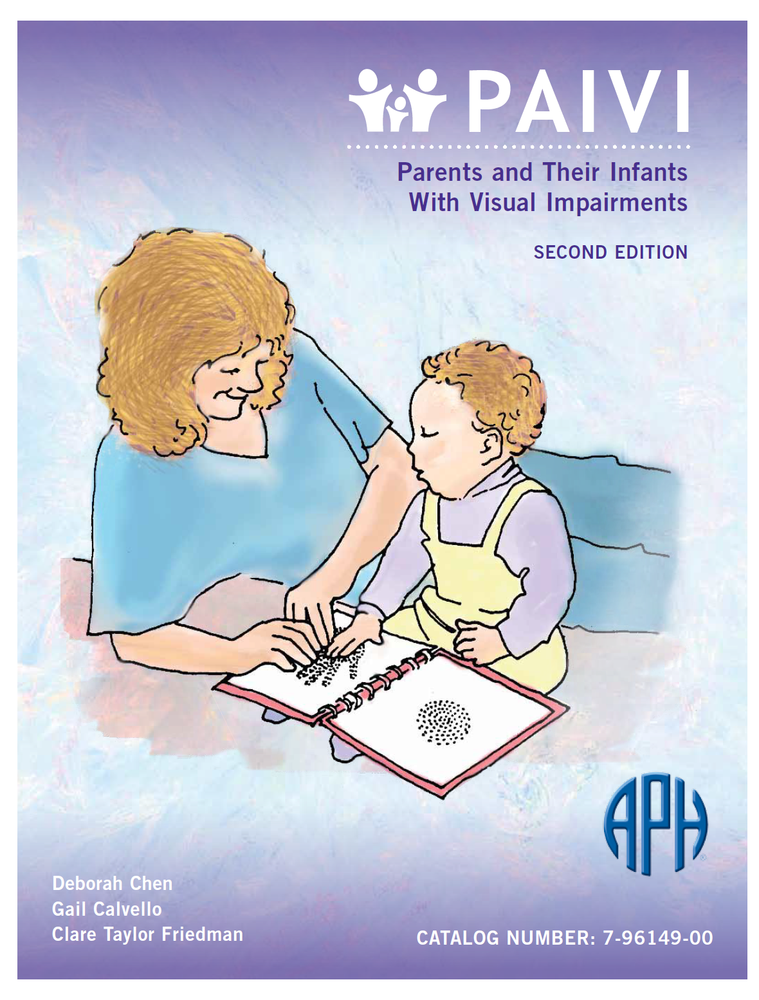 PAIVI
Parents and Their Infants
With Visual Impairments
SECOND EDITION
APH
Deborah Chen
Gail Calvello
Clare Taylor Friedman
CATALOG NUMBER: 7-96149-00